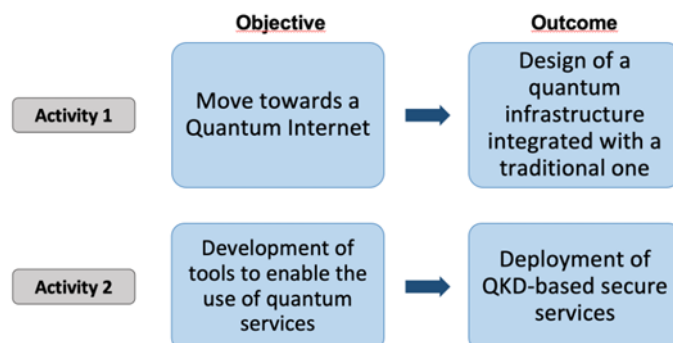 Objective
Outcome
Activity 1
Move towards a
Quantum Internet
Design of a
quantum
infrastructure
integrated with a
traditional one
Activity 2
Development of
tools to enable the
use of quantum
services
Deployment of
QKD-based secure
services